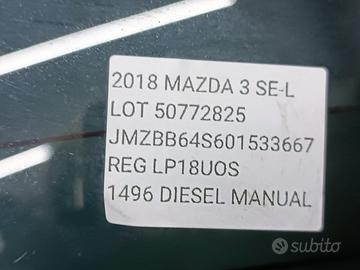 2018 MAZDA 3 SE-L
LOT 50772825
JMZBB64S601533667
REG LP18UOS
1496 DIESEL MANUAL
subito